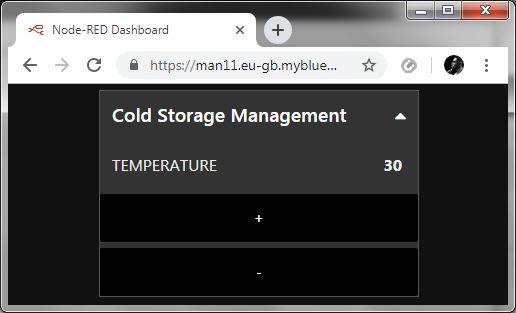 Node-RED Dashboard
https://man11.eu-gb.myblue...
Cold Storage Management
TEMPERATURE 30
+
-